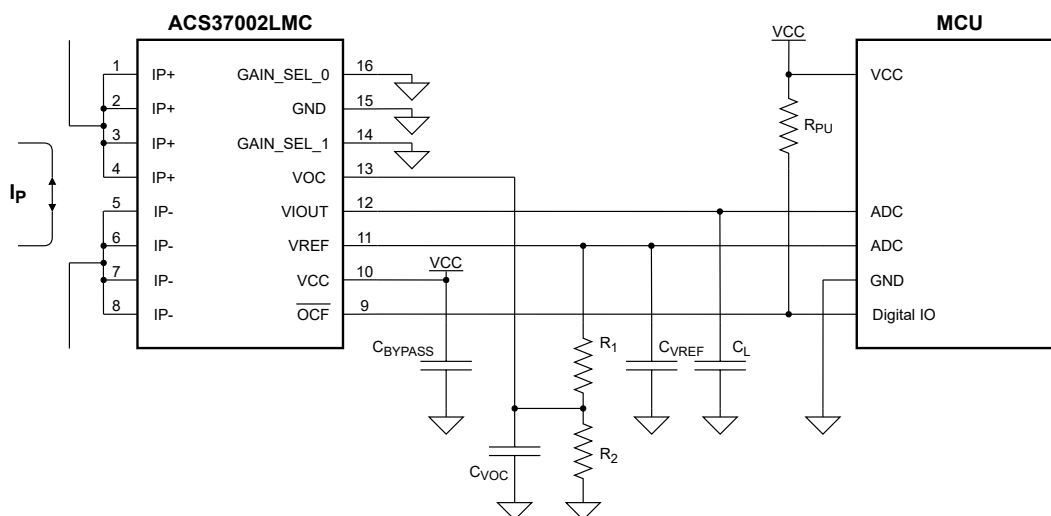 ACS37002LMC
MCU
1 IP+ GAIN_SEL_0 16
2 IP+ GND 15
3 IP+ GAIN_SEL_1 14
4 IP+ VOC 13
5 IP- VIOUT 12
6 IP- VREF 11
7 IP- VCC 10
8 IP- OCF 9
IP
VCC
CBYPASS
R1
CVREF
CL
CVOC
R2
VCC
RPU
VCC
ADC
ADC
GND
Digital IO